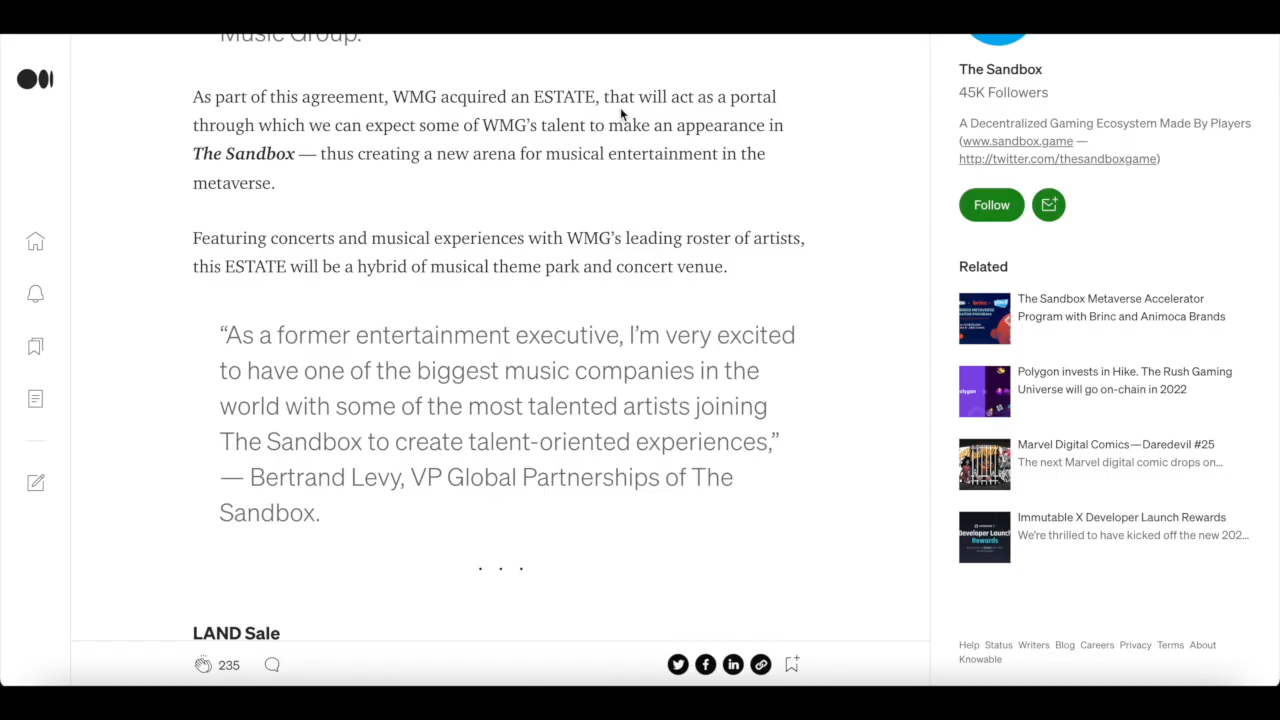 Music Group.
As part of this agreement, WMG acquired an ESTATE, that will act as a portal
through which we can expect some of WMG’s talent to make an appearance in
The Sandbox — thus creating a new arena for musical entertainment in the
metaverse.
Featuring concerts and musical experiences with WMG’s leading roster of artists,
this ESTATE will be a hybrid of musical theme park and concert venue.
“As a former entertainment executive, I’m very excited
to have one of the biggest music companies in the
world with some of the most talented artists joining
The Sandbox to create talent-oriented experiences,”
— Bertrand Levy, VP Global Partnerships of The
Sandbox.
. . .
LAND Sale
235
The Sandbox
45K Followers
A Decentralized Gaming Ecosystem Made By Players
(www.sandbox.game —
http://twitter.com/thesandboxgame)
Follow
Related
The Sandbox Metaverse Accelerator
Program with Brinc and Animoca Brands
Polygon invests in Hike. The Rush Gaming
Universe will go on-chain in 2022
Marvel Digital Comics — Daredevil #25
The next Marvel digital comic drops on...
Immutable X Developer Launch Rewards
We’re thrilled to have kicked off the new 202...
Developer Launch
Rewards
Help Status Writers Blog Careers Privacy Terms About
Knowable